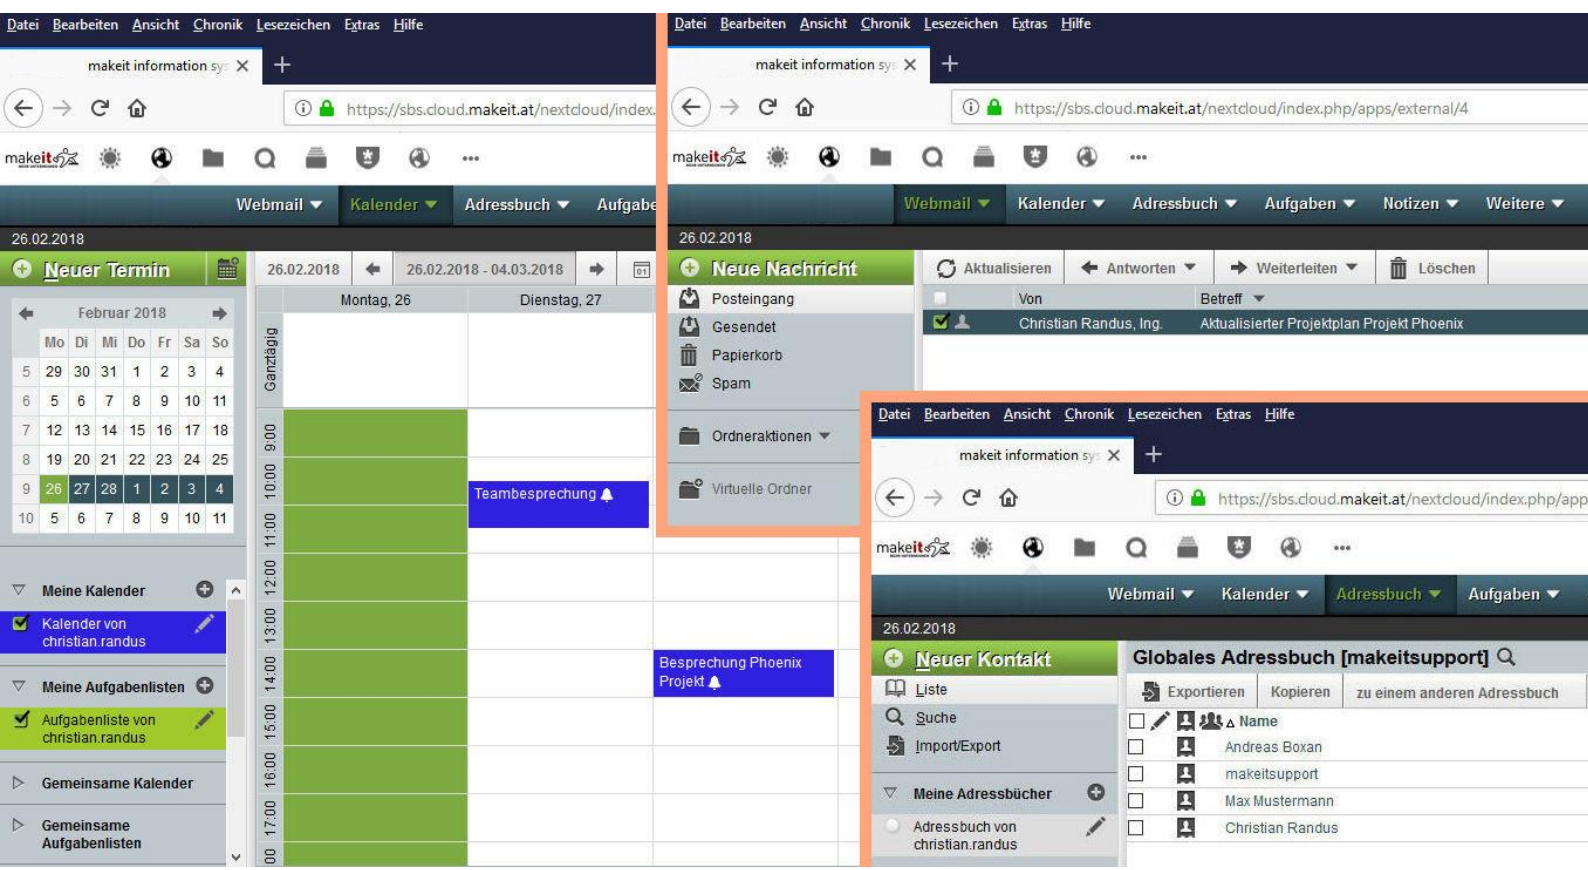 Datei Bearbeiten Ansicht Chronik Lesezeichen Extras Hilfe
makeit information sys
https://sbs.cloud.makeit.at/nextcloud/index.
makeit
Webmail Kalender Adressbuch Aufgabe
26.02.2018
Neuer Termin
26.02.2018 26.02.2018 - 04.03.2018
Februar 2018
Mo Di Mi Do Fr Sa So
5 29 30 31 1 2 3 4
6 5 6 7 8 9 10 11
7 12 13 14 15 16 17 18
8 19 20 21 22 23 24 25
9 26 27 28 1 2 3 4
10 5 6 7 8 9 10 11
Meine Kalender
Kalender von
christian.randus
Meine Aufgabenlisten
Aufgabenliste von
christian.randus
Gemeinsame Kalender
Gemeinsame
Aufgabenlisten
Montag, 26 Dienstag, 27
Ganztägig
9:00
10:00
11:00
12:00
13:00
14:00
15:00
16:00
17:00
00
Teambesprechung
Besprechung Phoenix
Projekt
Datei Bearbeiten Ansicht Chronik Lesezeichen Extras Hilfe
makeit information sys
https://sbs.cloud.makeit.at/nextcloud/index.php/apps/external/4
makeit
Webmail Kalender Adressbuch Aufgaben Notizen Weitere
26.02.2018
Neue Nachricht
Aktualisieren Antworten Weiterleiten Löschen
Posteingang
Gesendet
Papierkorb
Spam
Ordneraktionen
Virtuelle Ordner
Von Betreff
Christian Randus, Ing. Aktualisierter Projektplan Projekt Phoenix
Datei Bearbeiten Ansicht Chronik Lesezeichen Extras Hilfe
makeit information sys
https://sbs.cloud.makeit.at/nextcloud/index.php/app
makeit
Webmail Kalender Adressbuch Aufgaben
26.02.2018
Neuer Kontakt
Liste
Suche
Import/Export
Meine Adressbücher
Adressbuch von
christian.randus
Globales Adressbuch [makeitsupport]
Exportieren Kopieren zu einem anderen Adressbuch
Name
Andreas Boxan
makeitsupport
Max Mustermann
Christian Randus